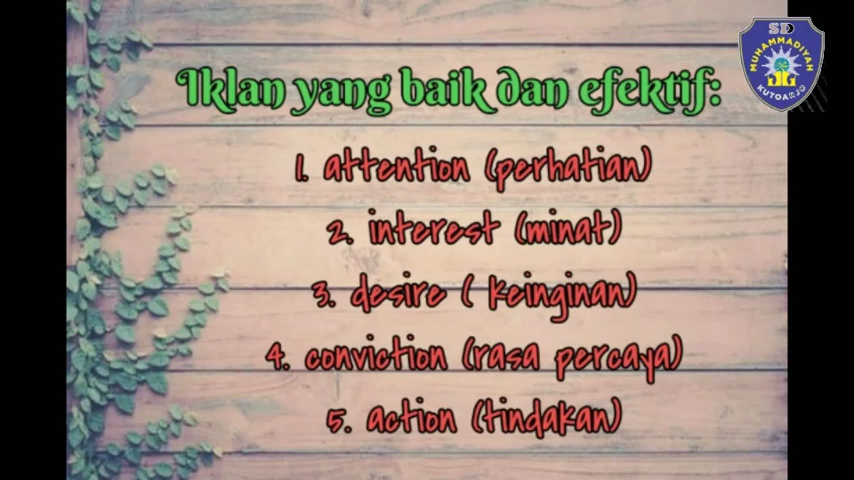 SD
MUHAMMADIYAH
KUTOARJO
Iklan yang baik dan efektif:
1. attention (perhatian)
2. interest (minat)
3. desire ( keinginan)
4. conviction (rasa percaya)
5. action (tindakan)